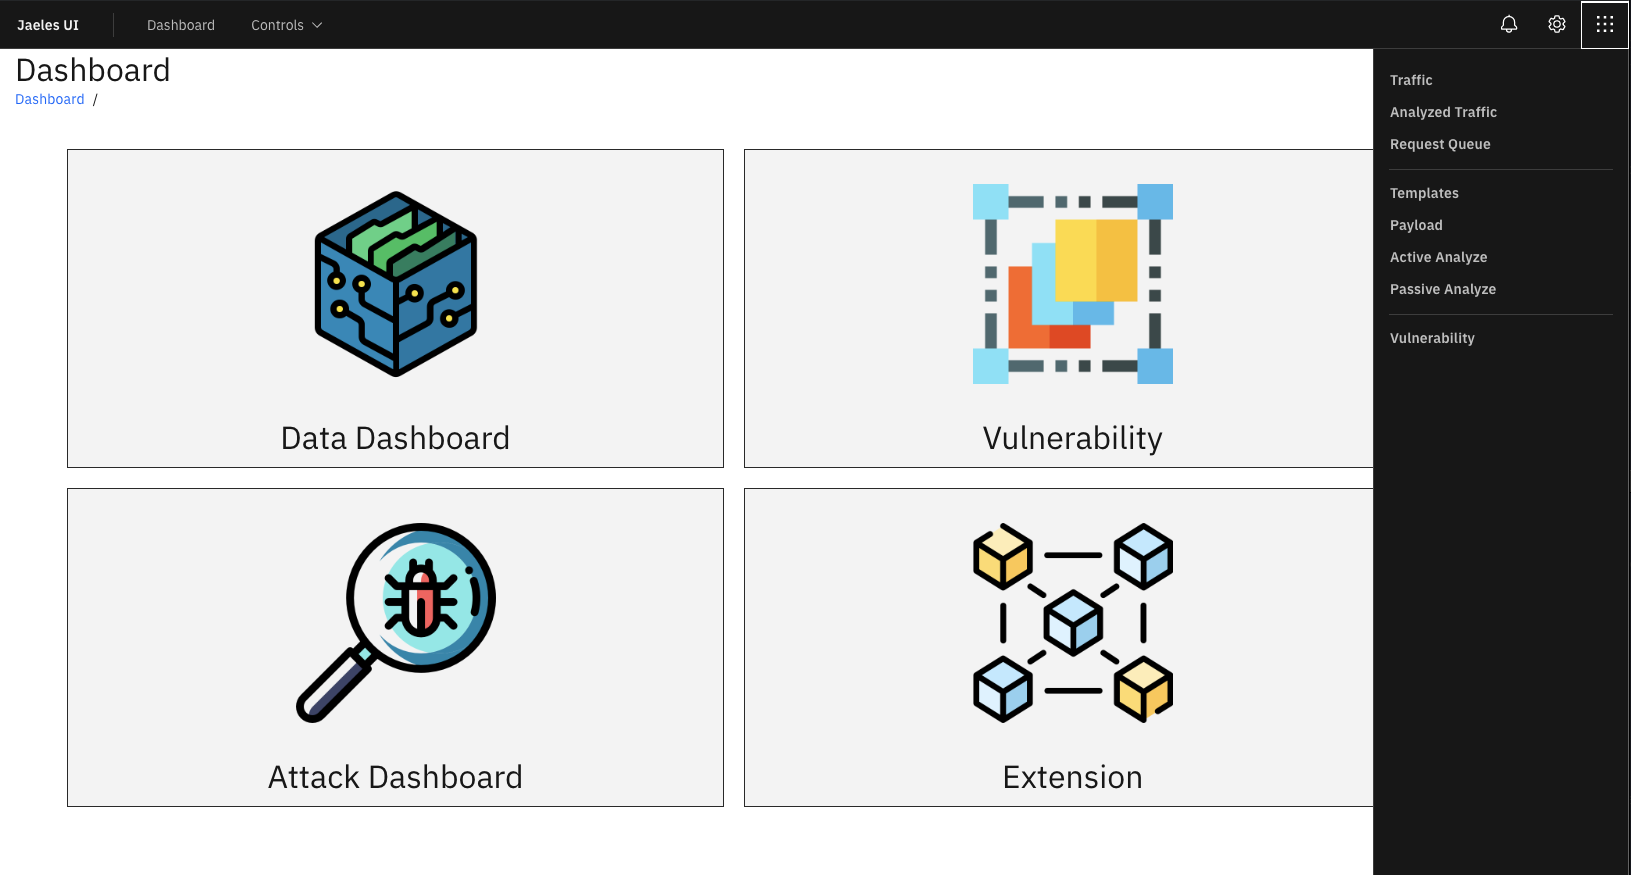 Jaeles UI
Dashboard
Controls
Dashboard
Dashboard /
Data Dashboard
Vulnerability
Attack Dashboard
Extension
Traffic
Analyzed Traffic
Request Queue
Templates
Payload
Active Analyze
Passive Analyze
Vulnerability